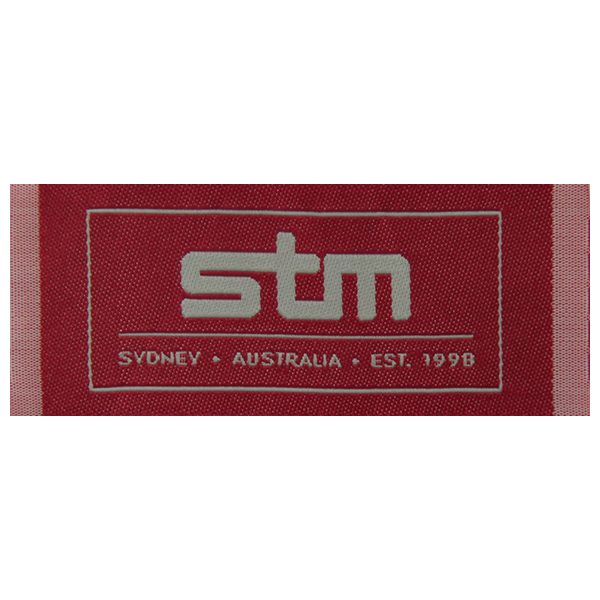 stm
SYDNEY • AUSTRALIA • EST. 1998